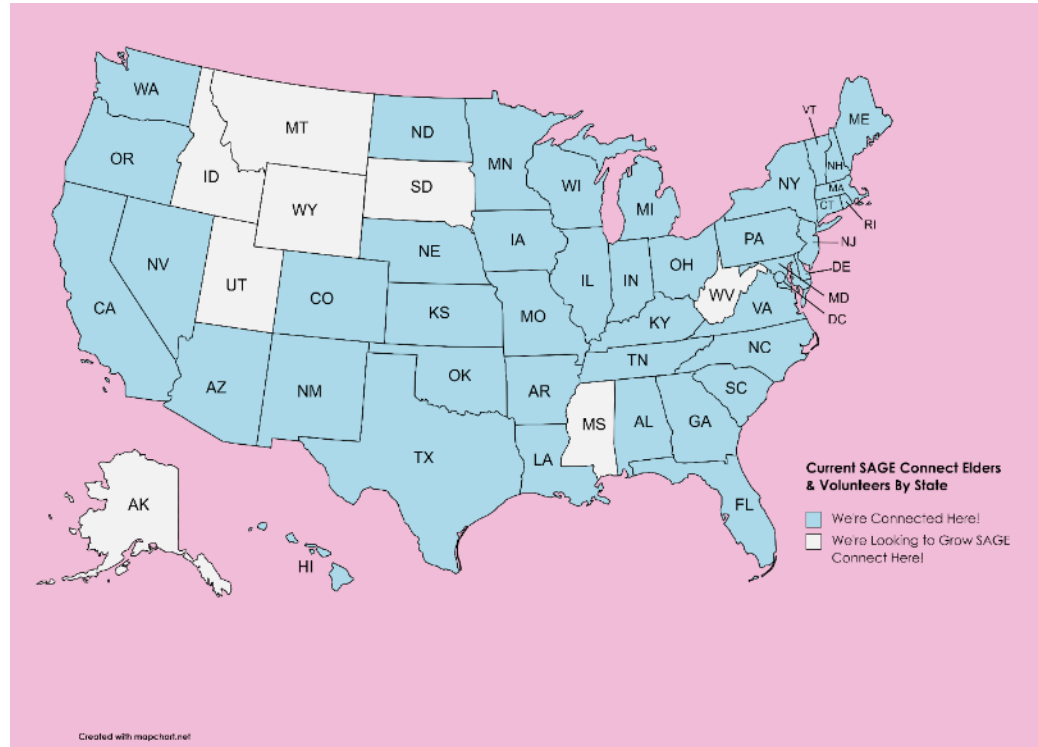 WA
MT
ND
MN
VT
ME
OR
ID
SD
WI
NH
WY
MI
NY
MA
CT
RI
NE
IA
PA
NJ
NV
UT
CO
IL
IN
OH
DE
CA
KS
MO
WV
VA
MD
KY
DC
NC
TN
AZ
NM
OK
AR
SC
MS
AL
GA
TX
LA
FL
AK
HI
Current SAGE Connect Elders
& Volunteers By State
We're Connected Here!
We're Looking to Grow SAGE
Connect Here!
Created with mapchart.net